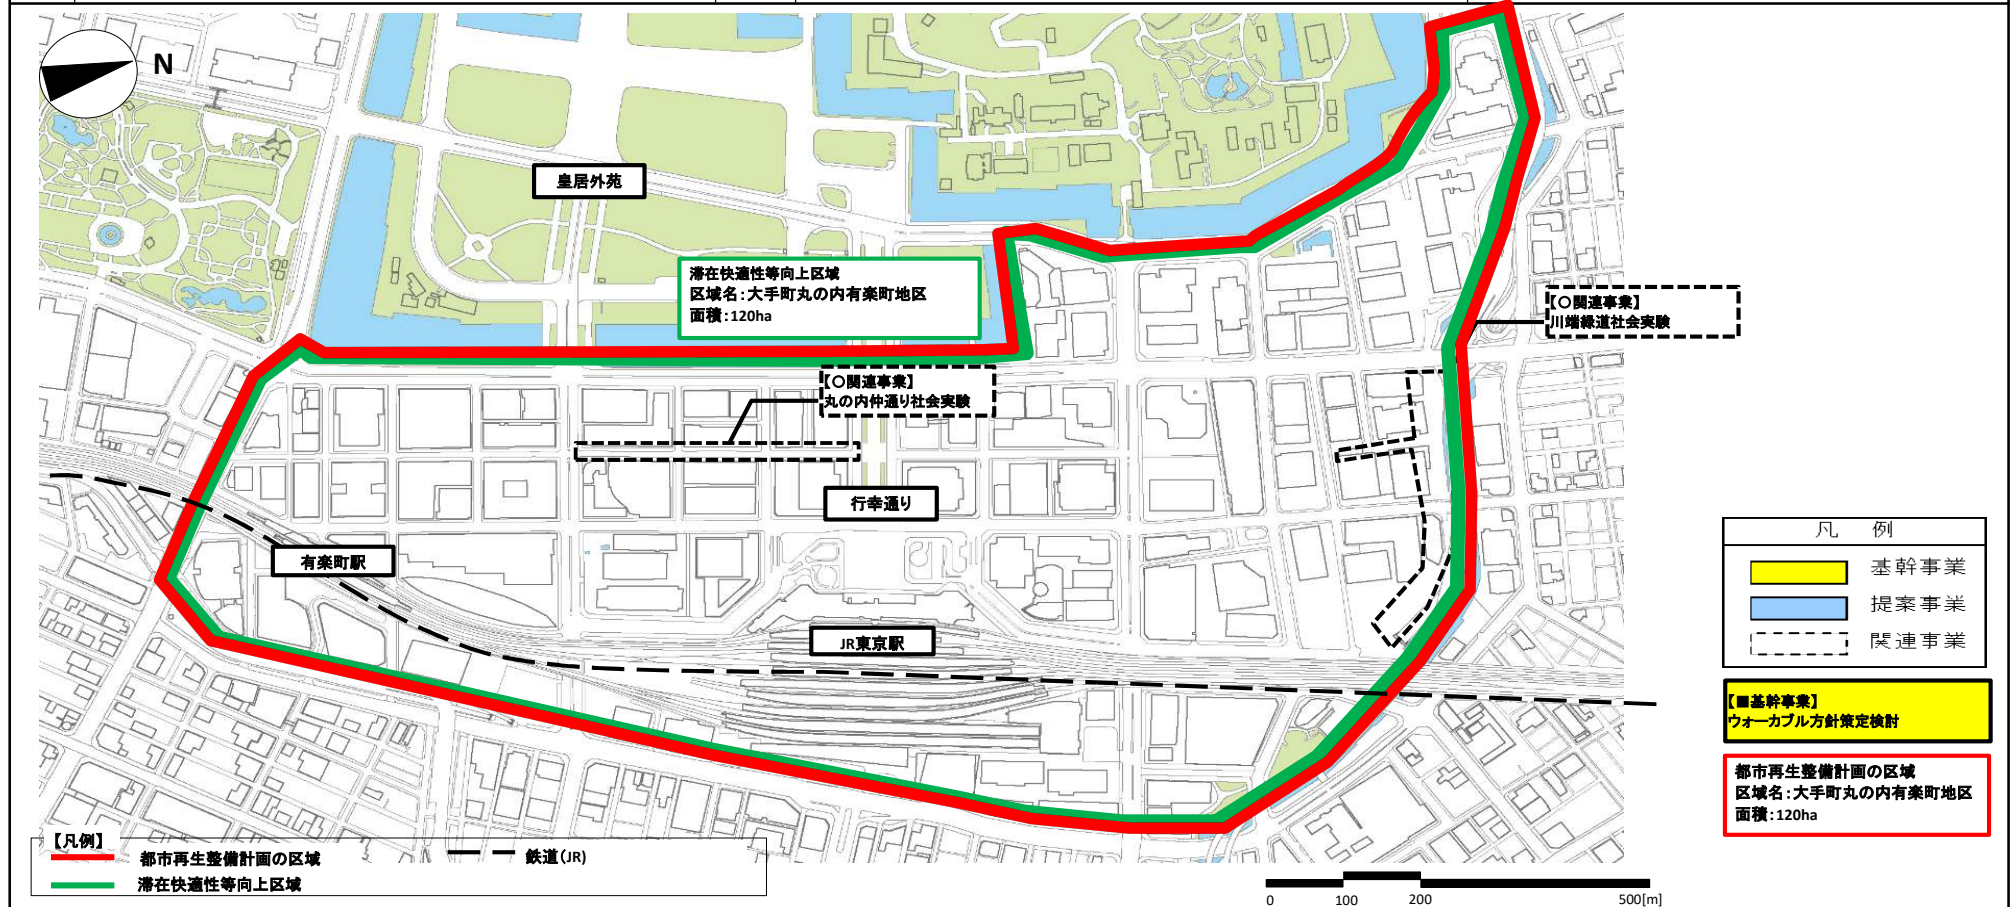 N
皇居外苑
滞在快適性等向上区域
区域名：大手町丸の内有楽町地区
面積：120ha
【〇関連事業】
川端緑道社会実験
【〇関連事業】
丸の内仲通り社会実験
行幸通り
有楽町駅
JR東京駅
凡　例
基幹事業
提案事業
関連事業
【■基幹事業】
ウォーカブル方針策定検討
都市再生整備計画の区域
区域名：大手町丸の内有楽町地区
面積：120ha
【凡例】
都市再生整備計画の区域
鉄道(JR)
滞在快適性等向上区域
0 100 200 500[m]